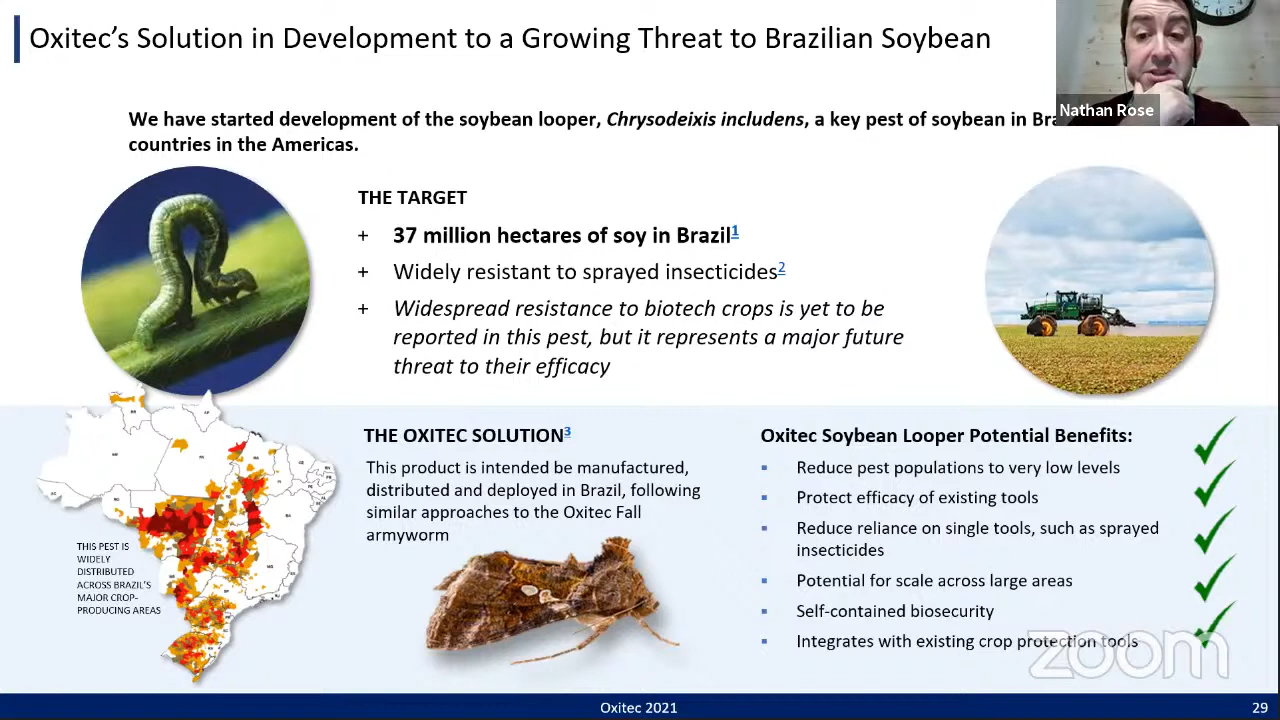 Oxitec's Solution in Development to a Growing Threat to Brazilian Soybean
Nathan Rose
We have started development of the soybean looper, Chrysodeixis includens, a key pest of soybean in
countries in the Americas.
THE TARGET
+ 37 million hectares of soy in Brazil1
+ Widely resistant to sprayed insecticides2
+ Widespread resistance to biotech crops is yet to be
reported in this pest, but it represents a major future
threat to their efficacy
THIS PEST IS
WIDELY
DISTRIBUTED
ACROSS BRAZIL'S
MAJOR CROP-
PRODUCING AREAS
THE OXITEC SOLUTION3
This product is intended be manufactured,
distributed and deployed in Brazil, following
similar approaches to the Oxitec Fall
armyworm
Oxitec Soybean Looper Potential Benefits:
▪ Reduce pest populations to very low levels
▪ Protect efficacy of existing tools
▪ Reduce reliance on single tools, such as sprayed
insecticides
▪ Potential for scale across large areas
▪ Self-contained biosecurity
▪ Integrates with existing crop protection tools
zoom
Oxitec 2021
29